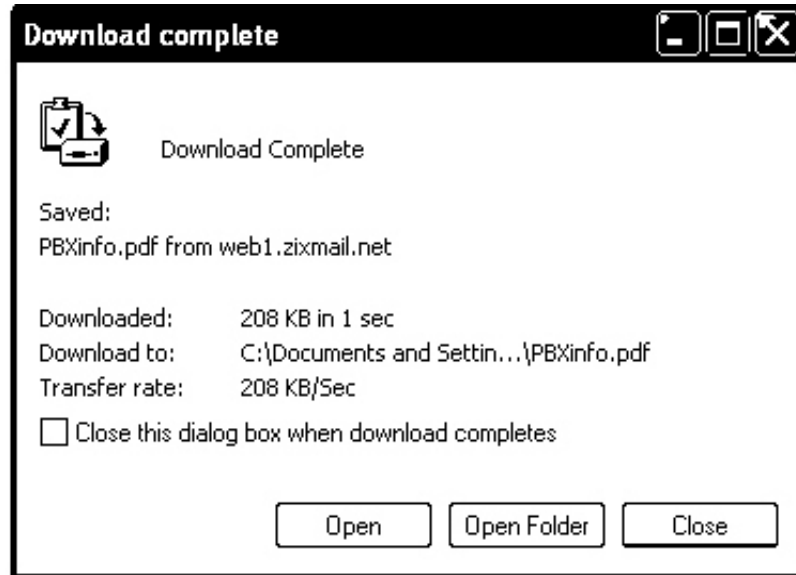 Download complete
Download Complete
Saved:
PBXinfo.pdf from web1.zixmail.net
Downloaded: 208 KB in 1 sec
Download to: C:\Documents and Settin...\PBXinfo.pdf
Transfer rate: 208 KB/Sec
Close this dialog box when download completes
Open Open Folder Close